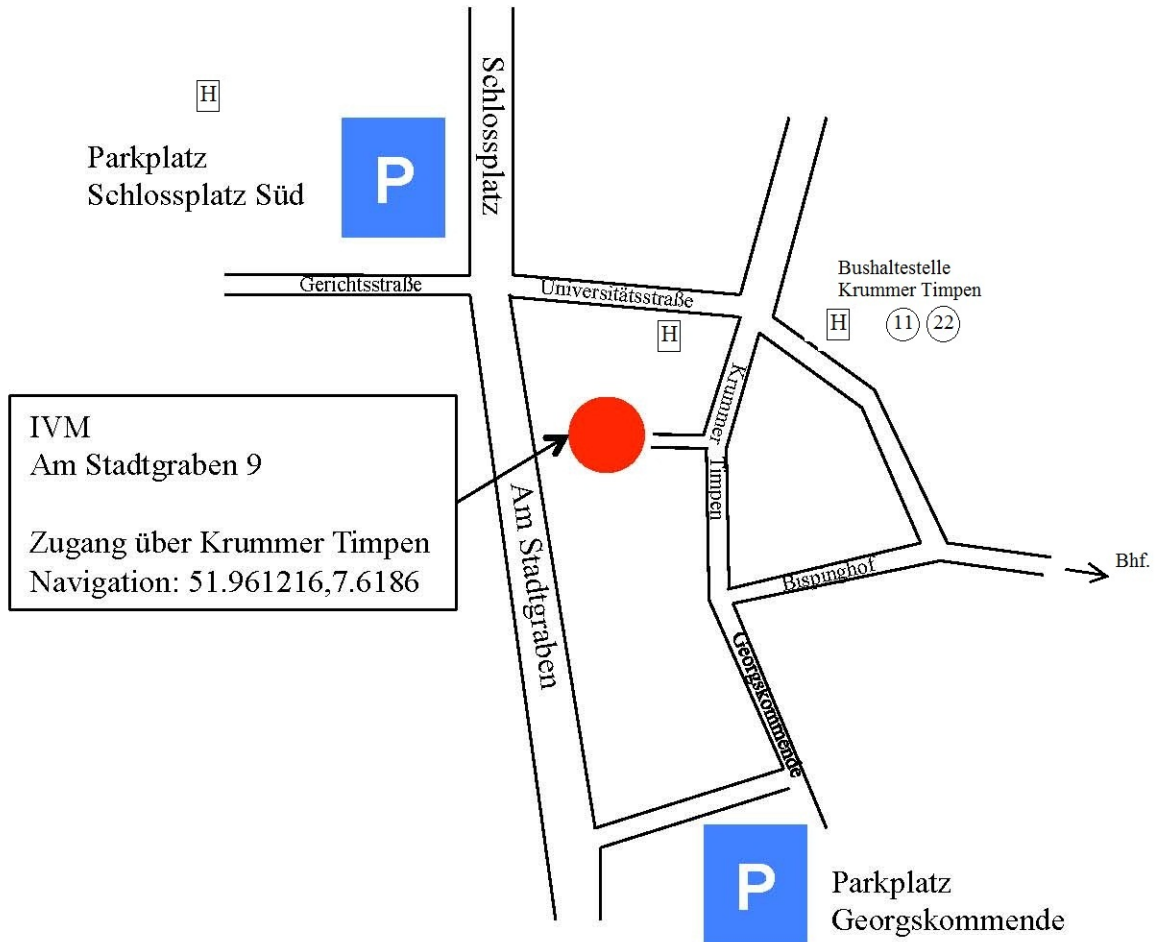 Schlossplatz
H
Parkplatz
Schlossplatz Süd
P
Gerichtsstraße
Universitätsstraße
Bushaltestelle
Krummer Timpen
H
11 22
H
Krummer Timpen
IVM
Am Stadtgraben 9
Zugang über Krummer Timpen
Navigation: 51.961216,7.6186
Am Stadtgraben
Bispinghof
Bhf.
Georgskommende
P
Parkplatz
Georgskommende